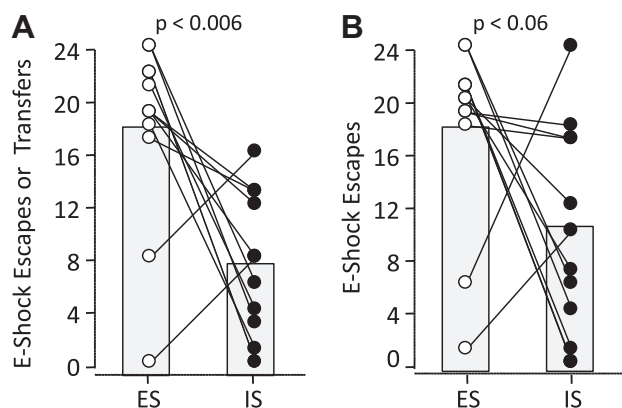 A
p < 0.006
E-Shock Escapes or Transfers
24
20
16
12
8
4
0
ES IS
B
p < 0.06
E-Shock Escapes
24
20
16
12
8
4
0
ES IS